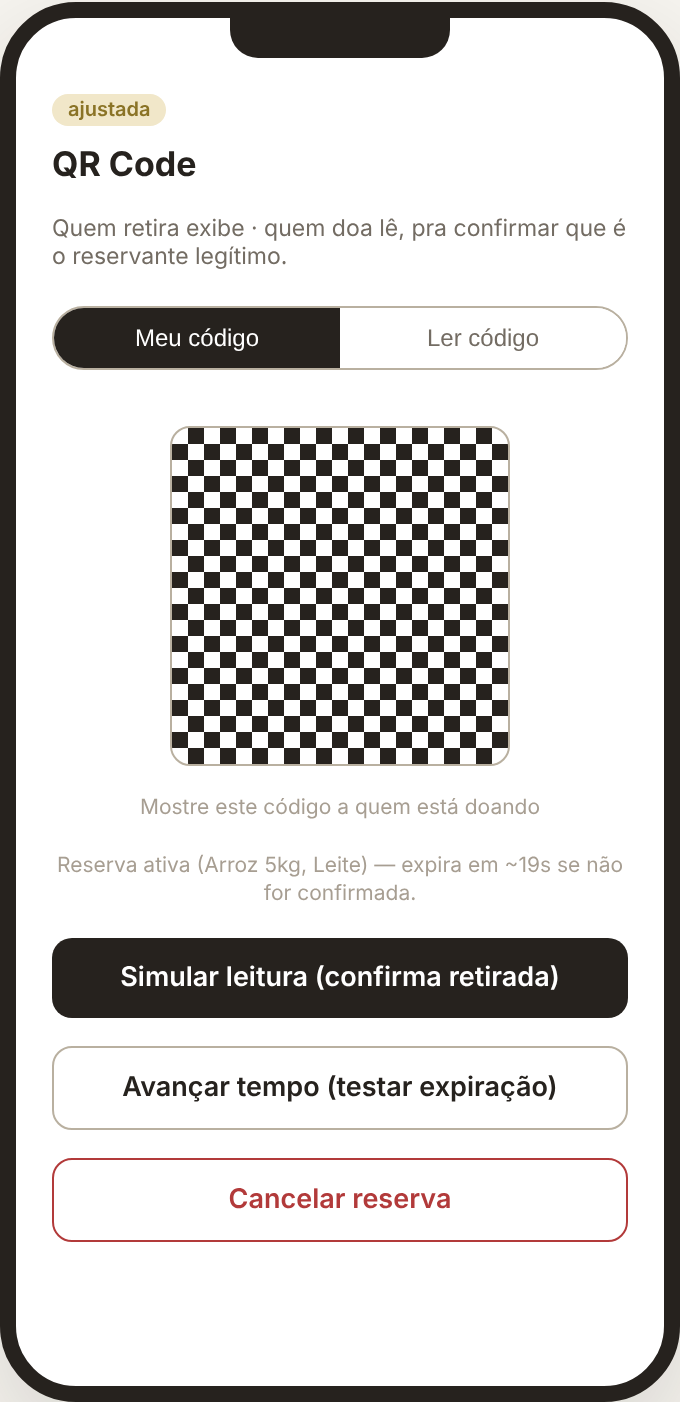 ajustada
QR Code
Quem retira exibe · quem doa lê, pra confirmar que é
o reservante legítimo.
Meu código
Ler código
Mostre este código a quem está doando
Reserva ativa (Arroz 5kg, Leite) — expira em ~19s se não
for confirmada.
Simular leitura (confirma retirada)
Avançar tempo (testar expiração)
Cancelar reserva